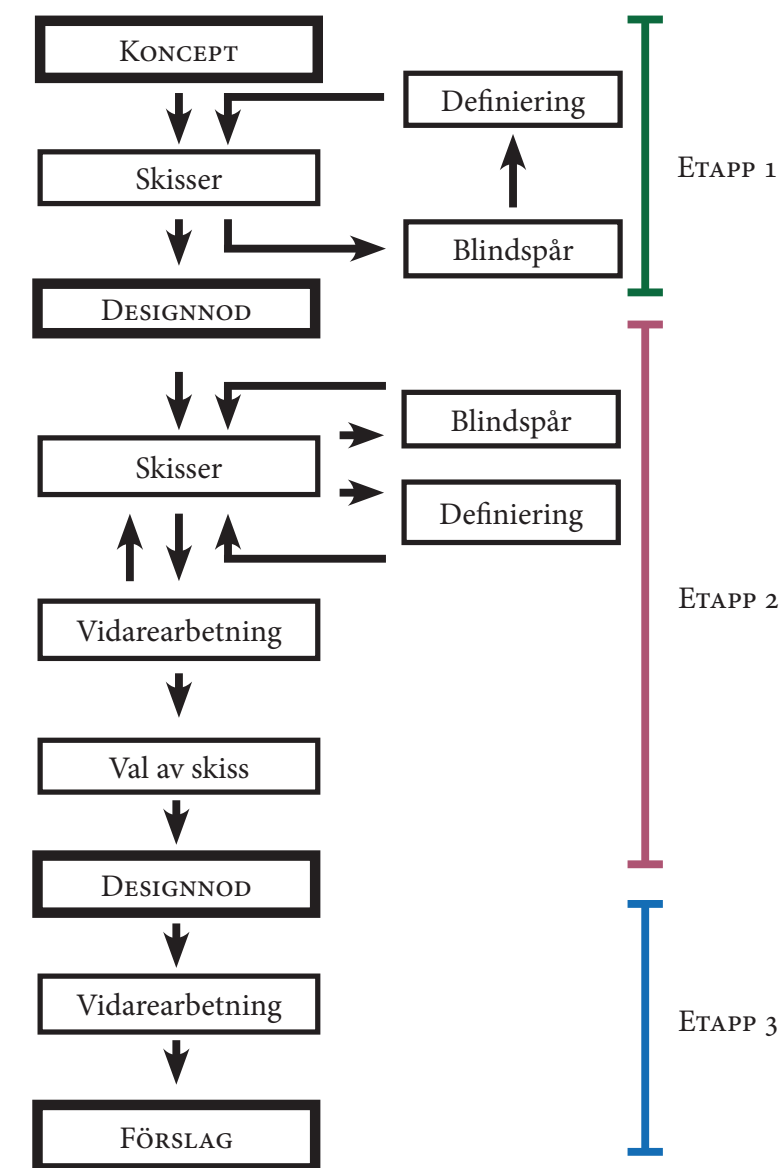 Koncept
Definiering
Etapp 1
Skisser
Blindspår
Designnod
Blindspår
Skisser
Definiering
Etapp 2
Vidarearbetning
Val av skiss
Designnod
Vidarearbetning
Etapp 3
Förslag